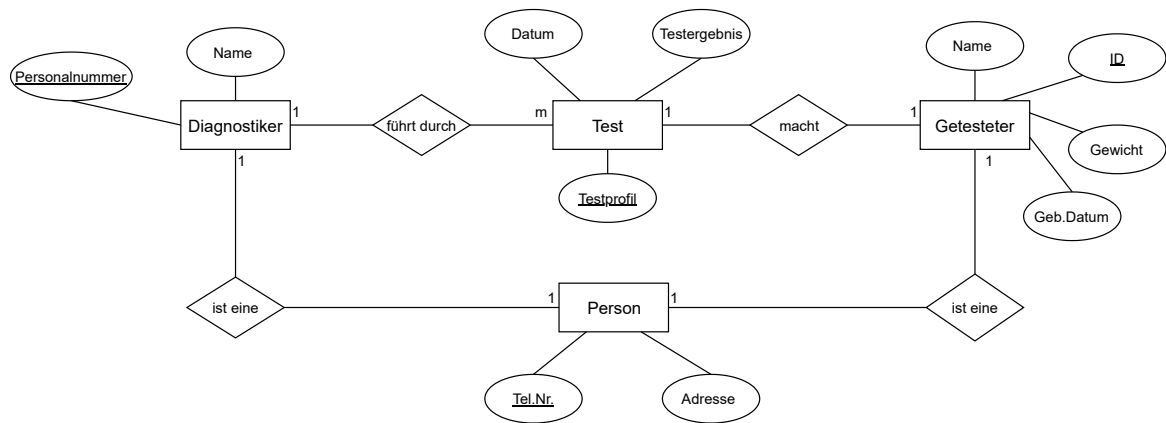 Datum
Testergebnis
Name
Name
ID
Personalnummer
Diagnostiker
1
führt durch
m
Test
1
macht
1
Getesteter
Gewicht
1
1
Testprofil
Geb.Datum
ist eine
1
Person
1
ist eine
Tel.Nr.
Adresse